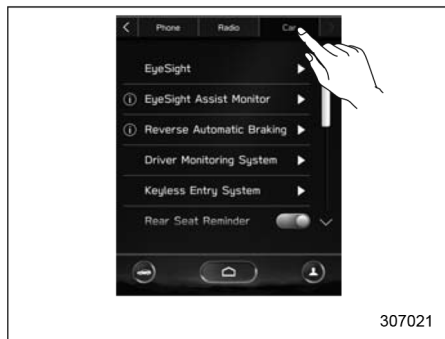 Phone Radio Car
EyeSight
EyeSight Assist Monitor
Reverse Automatic Braking
Driver Monitoring System
Keyless Entry System
Rear Seat Reminder
307021